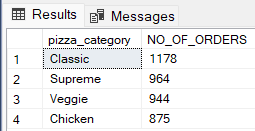 Results Messages
pizza_category NO_OF_ORDERS
1 Classic 1178
2 Supreme 964
3 Veggie 944
4 Chicken 875